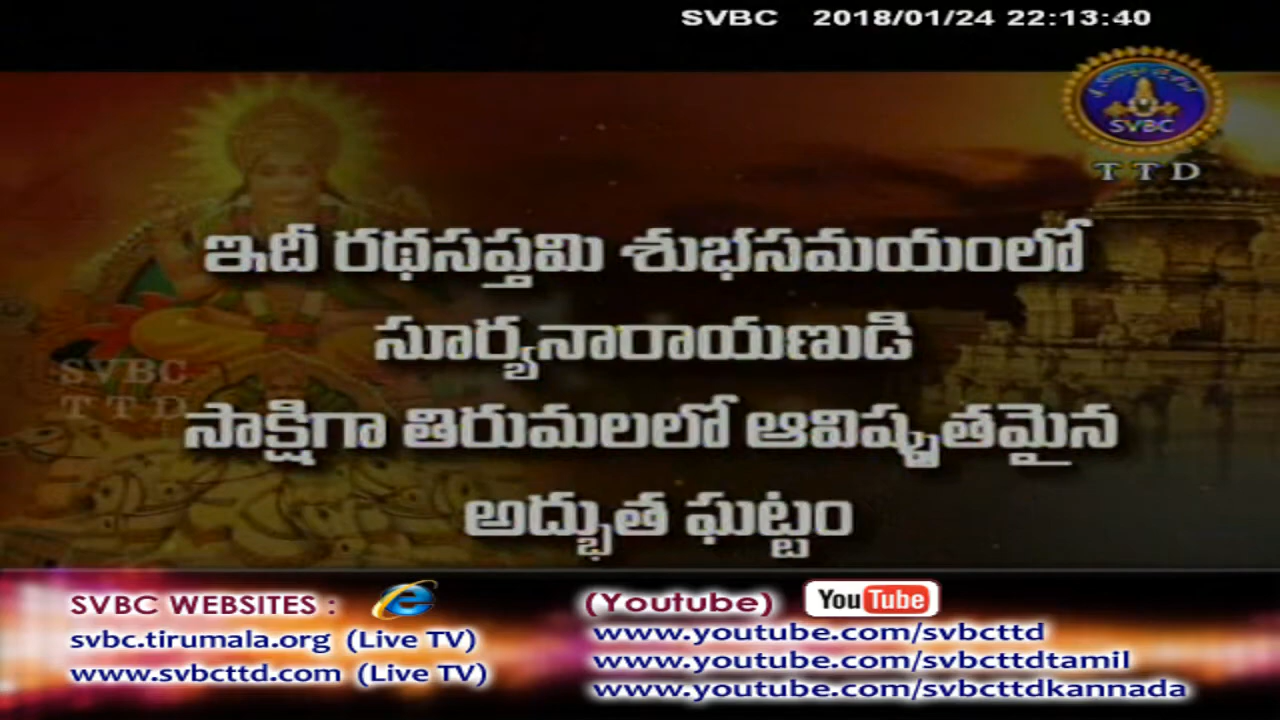 SVBC 2018/01/24 22:13:40
SVBC
T T D
ఇదీ రథసప్తమి శుభసమయంలో
సూర్యనారాయణుడి
SVBC
T T D
సాక్షిగా తిరుమలలో ఆవిష్కృతమైన
అద్భుత ఘట్టం
SVBC WEBSITES :
svbc.tirumala.org (Live TV)
www.svbcttd.com (Live TV)
(Youtube) YouTube
www.youtube.com/svbcttd
www.youtube.com/svbcttdtamil
www.youtube.com/svbcttdkannada